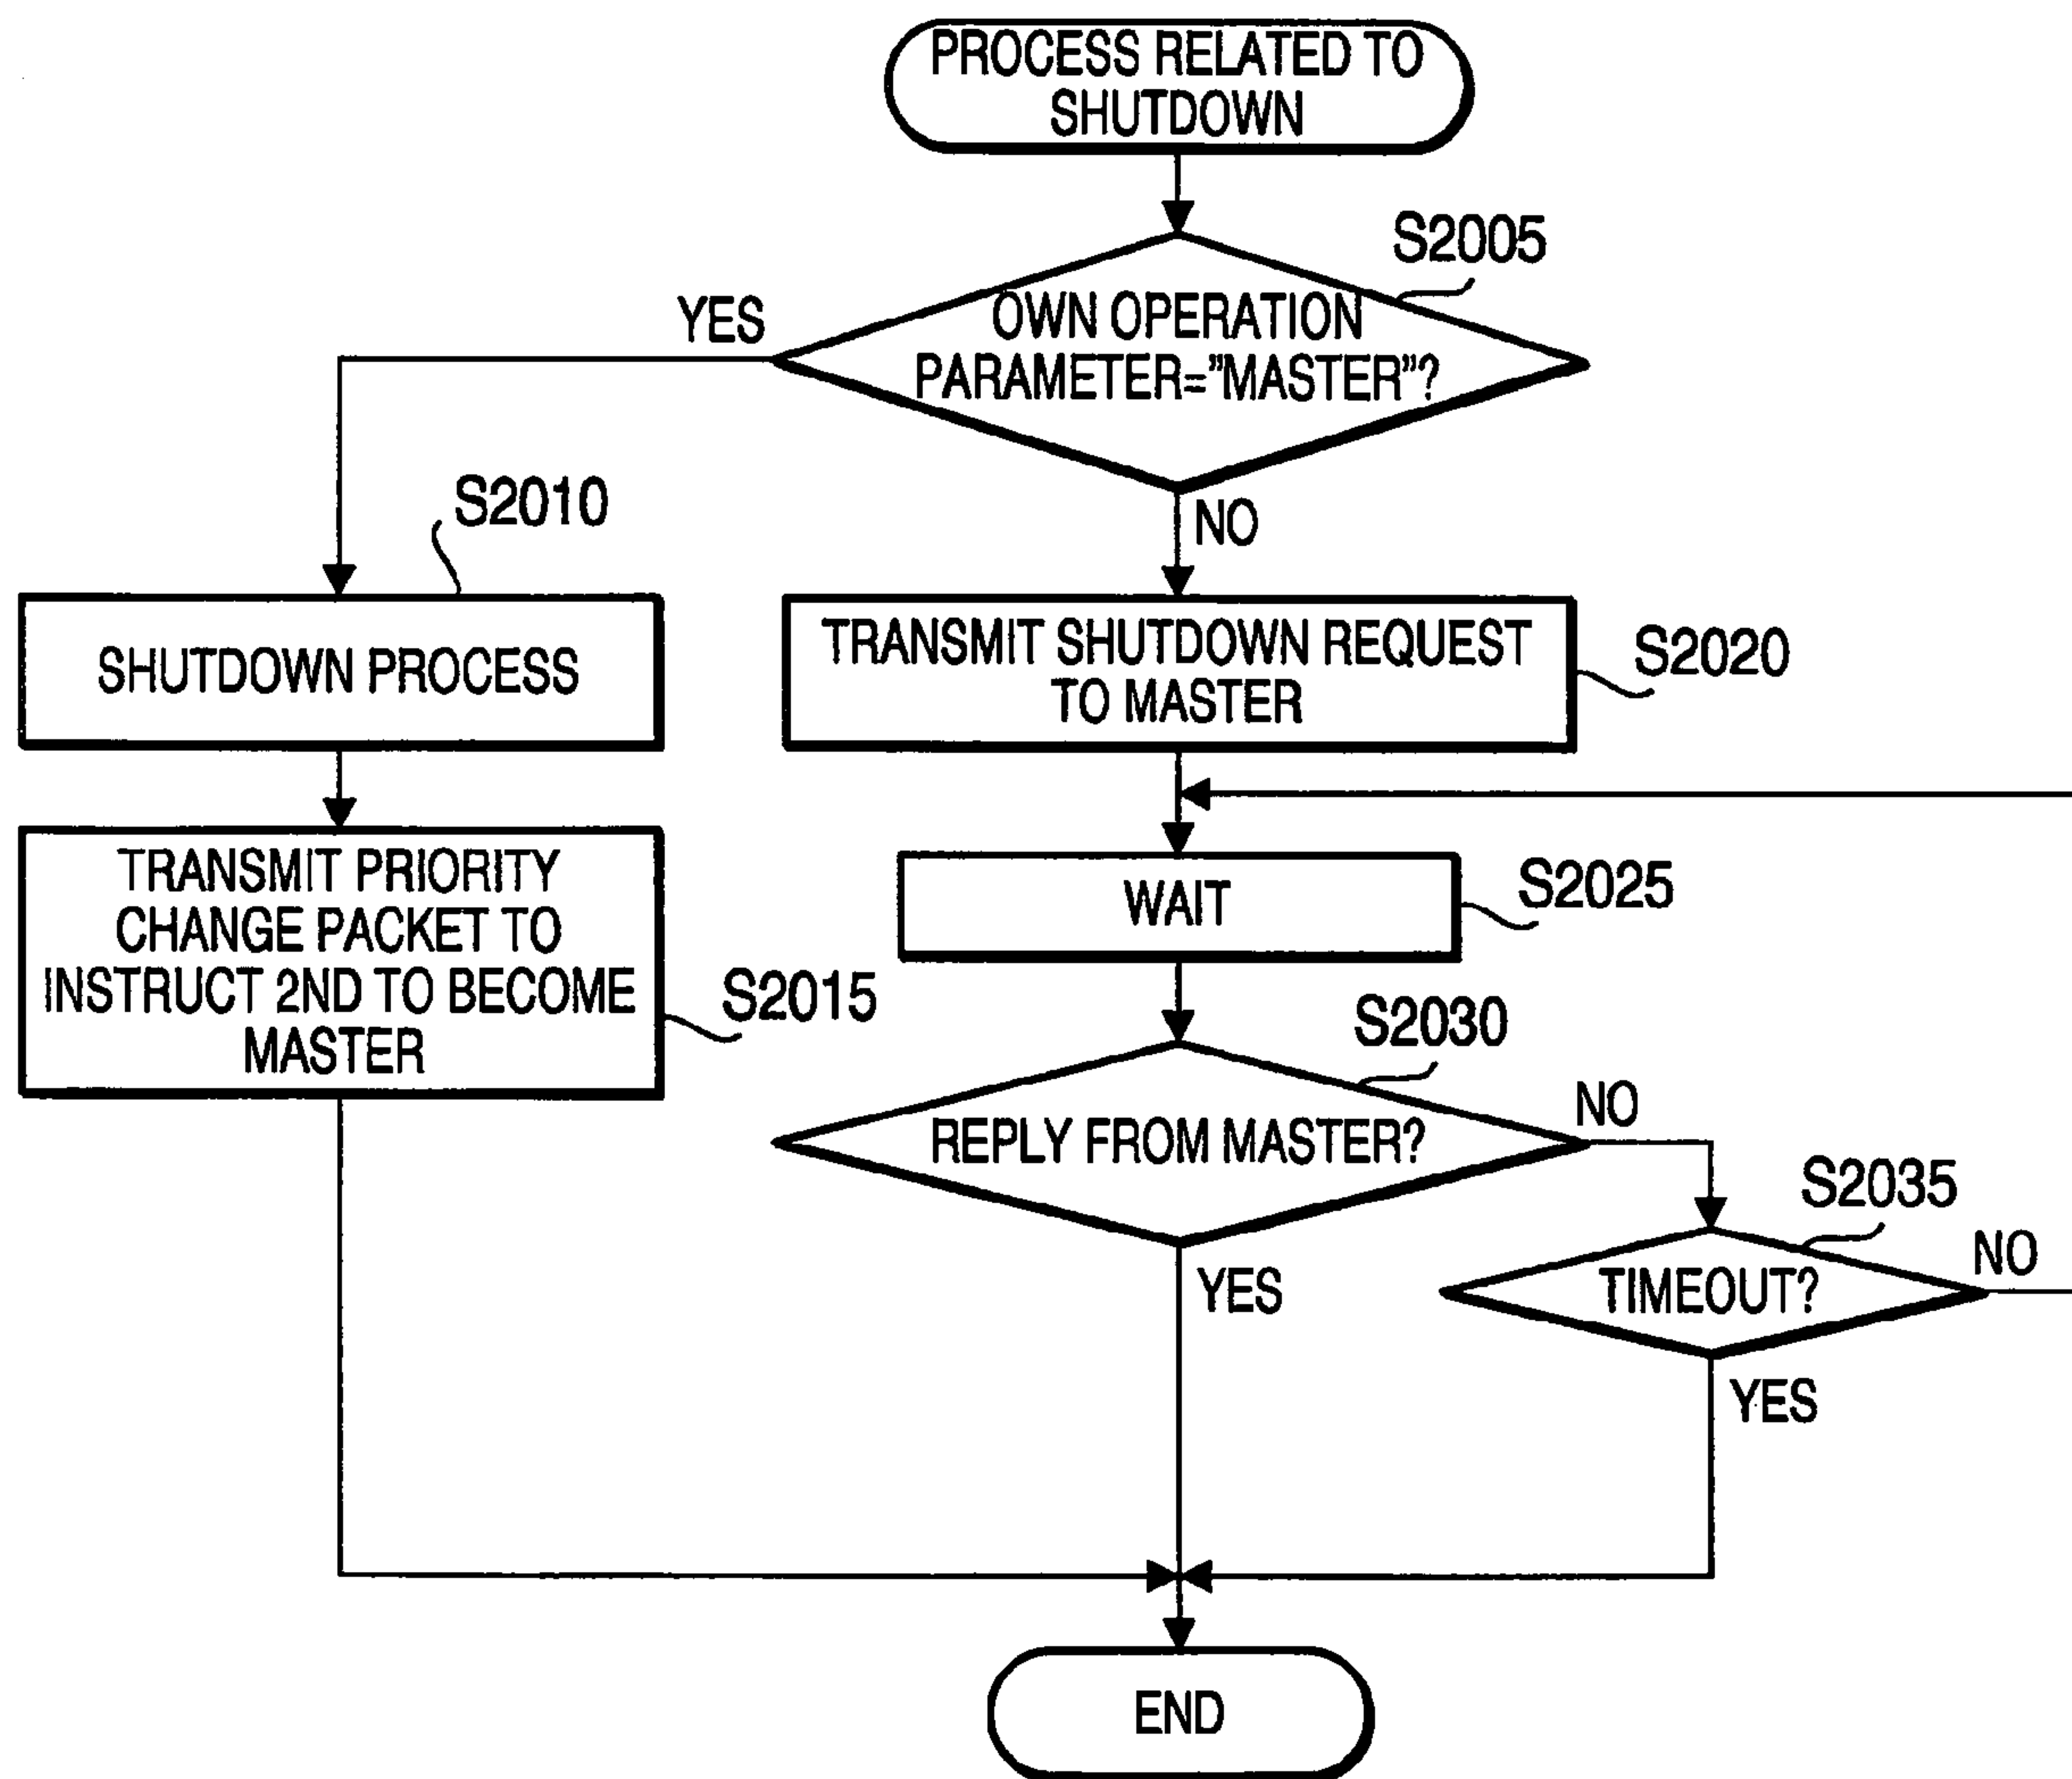 PROCESS RELATED TO
SHUTDOWN
S2005
OWN OPERATION
PARAMETER=”MASTER”?
YES
NO
S2010
SHUTDOWN PROCESS
TRANSMIT SHUTDOWN REQUEST
TO MASTER
S2020
TRANSMIT PRIORITY
CHANGE PACKET TO
INSTRUCT 2ND TO BECOME
MASTER
S2015
WAIT
S2025
S2030
REPLY FROM MASTER?
NO
YES
S2035
TIMEOUT?
NO
YES
END